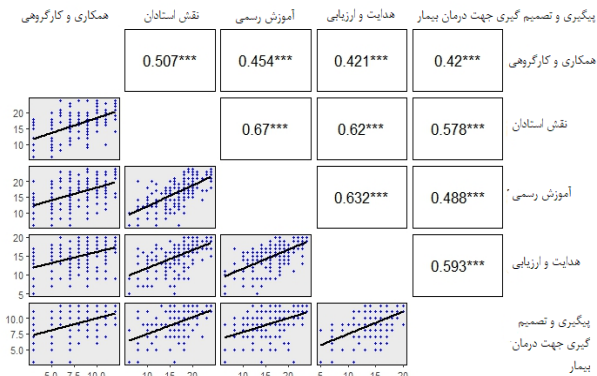 پیگیری و تصمیم گیری جهت درمان بیمار هدایت و ارزیابی آموزش رسمی نقش استادان همکاری و کارگروهی
0.507*** 0.454*** 0.421*** 0.42*** همکاری و کارگروهی
20 15 10 0.67*** 0.62*** 0.578*** نقش استادان
20 15 10 0.632*** 0.488*** آموزش رسمی
20 15 10 5 0.593*** هدایت و ارزیابی
10.0 7.5 5.0 پیگیری و تصمیم
گیری جهت درمان
بیمار
5.0 7.5 10.0 10 15 20 10 15 20 5 10 15 20